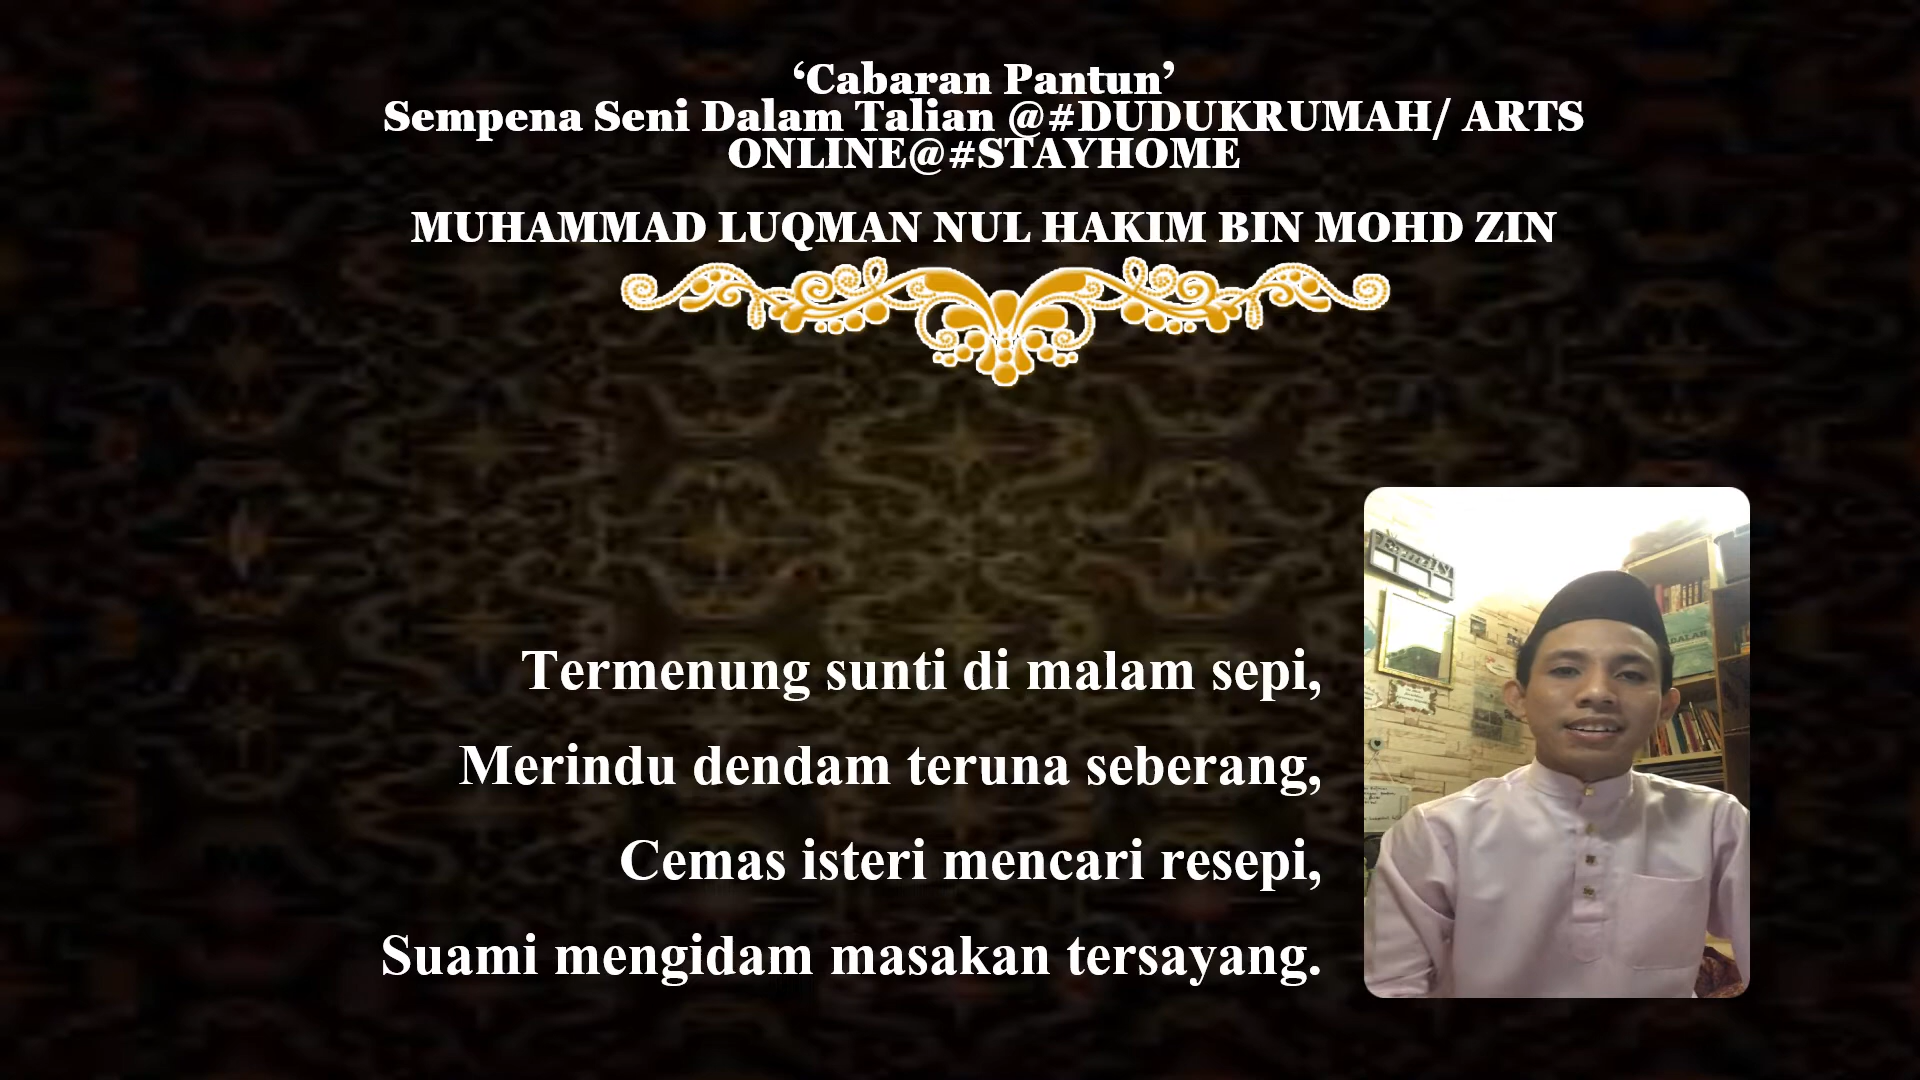 ‘Cabaran Pantun’
Sempena Seni Dalam Talian @#DUDUKRUMAH/ ARTS
ONLINE@#STAYHOME
MUHAMMAD LUQMAN NUL HAKIM BIN MOHD ZIN
Termenung sunti di malam sepi,
Merindu dendam teruna seberang,
Cemas isteri mencari resepi,
Suami mengidam masakan tersayang.